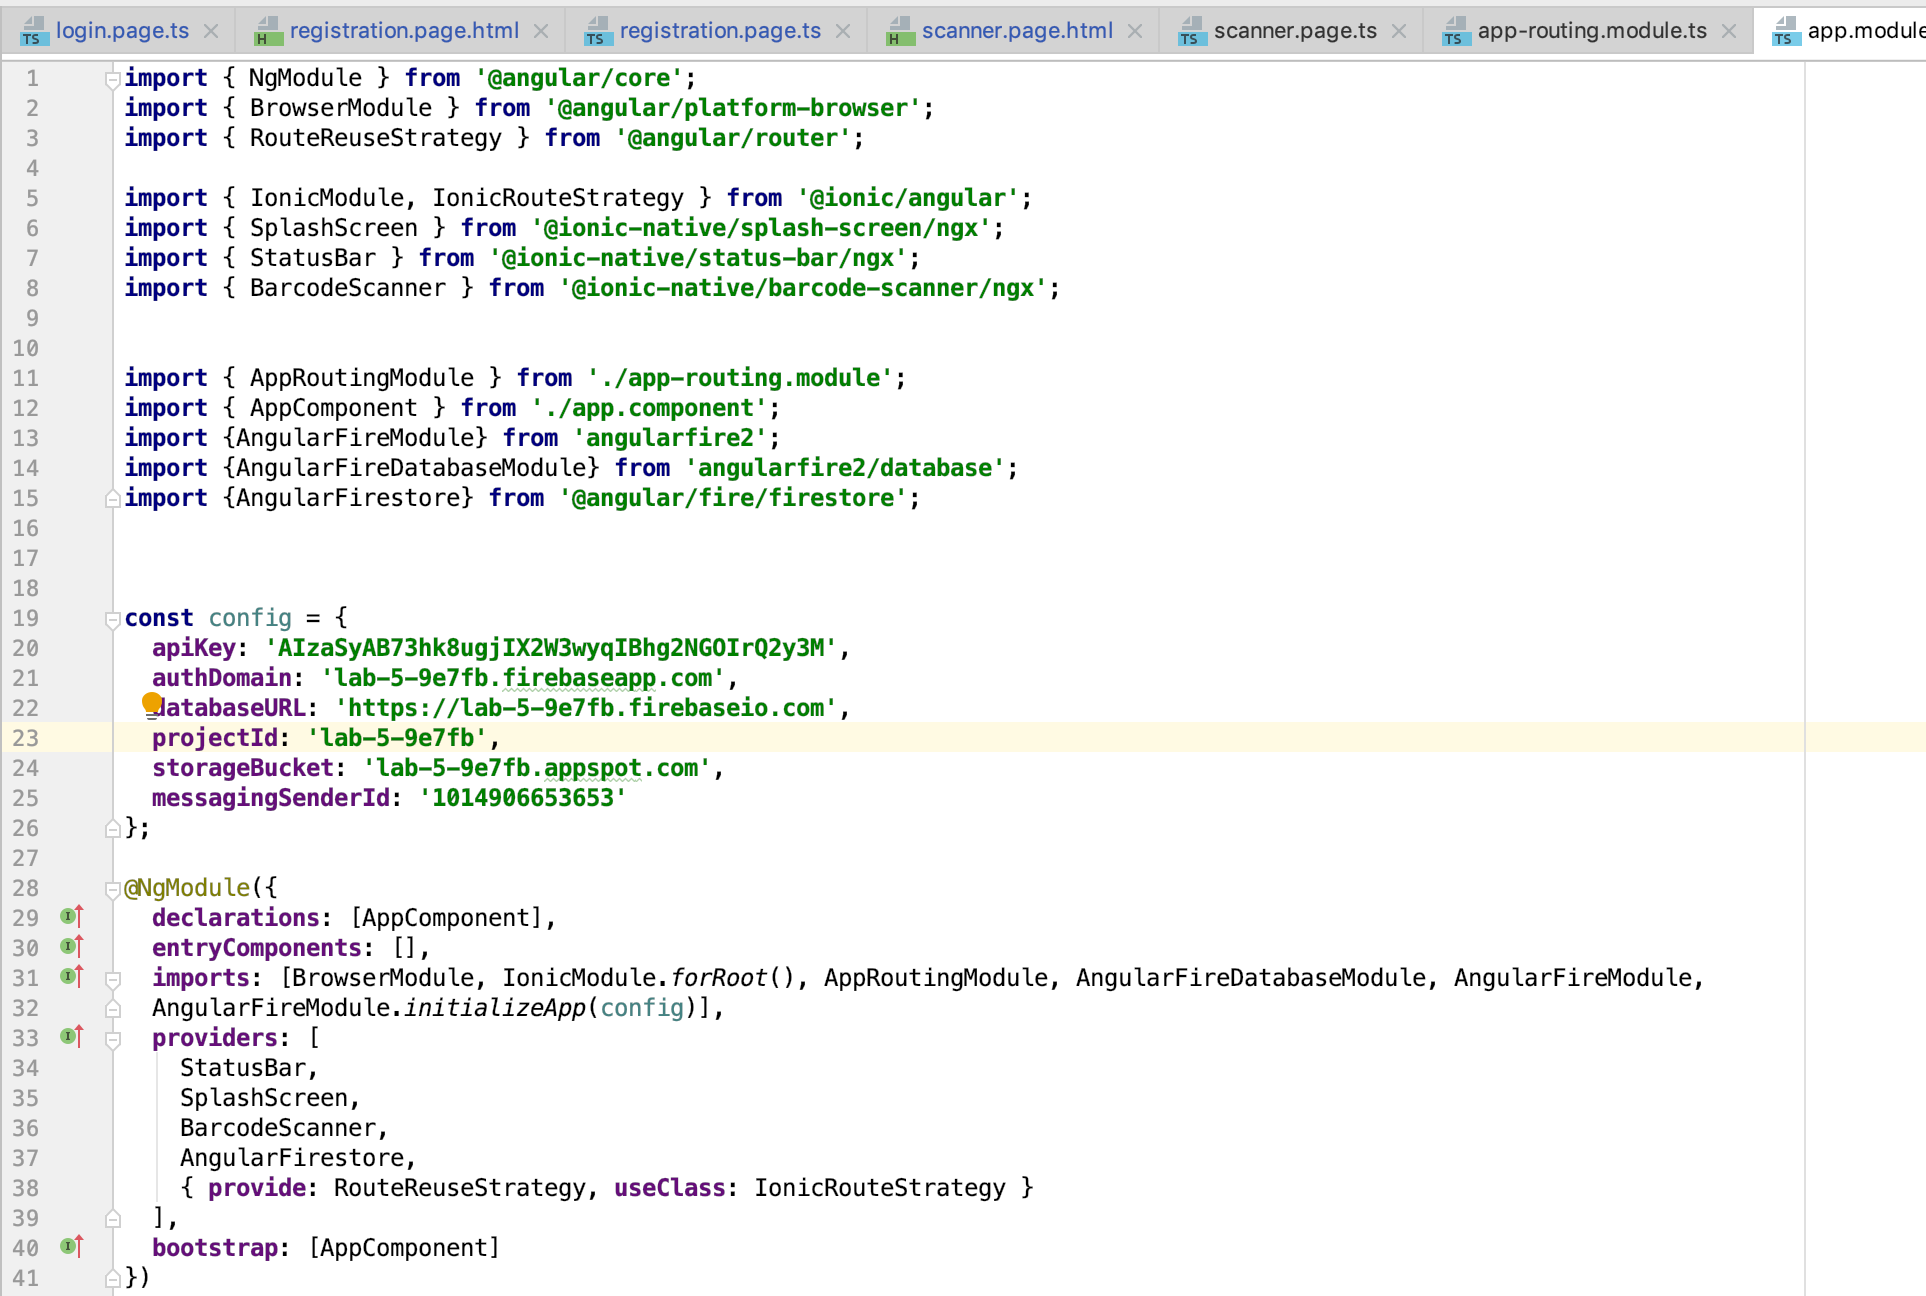 login.page.ts registration.page.html registration.page.ts scanner.page.html scanner.page.ts app-routing.module.ts app.module
1 import { NgModule } from '@angular/core';
2 import { BrowserModule } from '@angular/platform-browser';
3 import { RouteReuseStrategy } from '@angular/router';
4
5 import { IonicModule, IonicRouteStrategy } from '@ionic/angular';
6 import { SplashScreen } from '@ionic-native/splash-screen/ngx';
7 import { StatusBar } from '@ionic-native/status-bar/ngx';
8 import { BarcodeScanner } from '@ionic-native/barcode-scanner/ngx';
9
10
11 import { AppRoutingModule } from './app-routing.module';
12 import { AppComponent } from './app.component';
13 import {AngularFireModule} from 'angularfire2';
14 import {AngularFireDatabaseModule} from 'angularfire2/database';
15 import {AngularFirestore} from '@angular/fire/firestore';
16
17
18
19 const config = {
20 apiKey: 'AIzaSyAB73hk8ugjIX2W3wyqIBhg2NGOIrQ2y3M',
21 authDomain: 'lab-5-9e7fb.firebaseapp.com',
22 databaseURL: 'https://lab-5-9e7fb.firebaseio.com',
23 projectId: 'lab-5-9e7fb',
24 storageBucket: 'lab-5-9e7fb.appspot.com',
25 messagingSenderId: '1014906653653'
26 };
27
28 @NgModule({
29 declarations: [AppComponent],
30 entryComponents: [],
31 imports: [BrowserModule, IonicModule.forRoot(), AppRoutingModule, AngularFireDatabaseModule, AngularFireModule,
32 AngularFireModule.initializeApp(config)],
33 providers: [
34 StatusBar,
35 SplashScreen,
36 BarcodeScanner,
37 AngularFirestore,
38 { provide: RouteReuseStrategy, useClass: IonicRouteStrategy }
39 ],
40 bootstrap: [AppComponent]
41 })